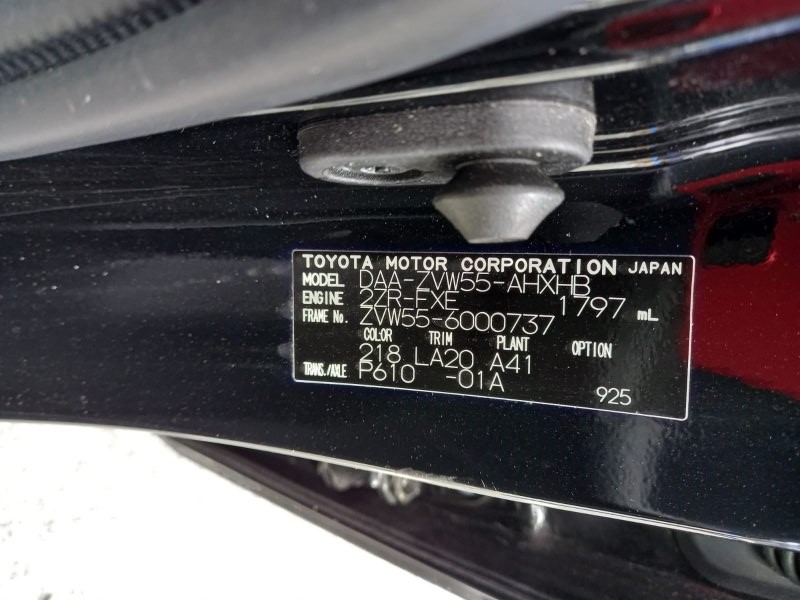 TOYOTA MOTOR CORPORATION JAPAN
MODEL DAA-ZVW55-AHXHB
ENGINE 2ZR-FXE 1797 mL
FRAME No. ZVW55-6000737
COLOR TRIM PLANT OPTION
218 LA20 A41
TRANS./AXLE P610 -01A
925